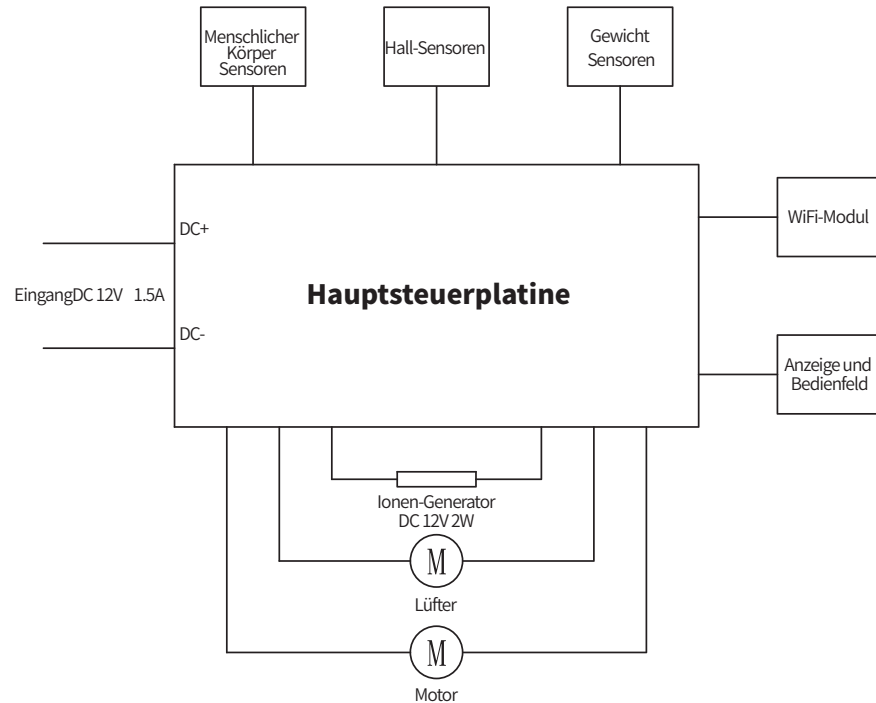 Menschlicher
Körper
Sensoren
Hall-Sensoren
Gewicht
Sensoren
WiFi-Modul
DC+
EingangDC 12V 1.5A
Hauptsteuerplatine
DC-
Anzeige und
Bedienfeld
Ionen-Generator
DC 12V 2W
M
Lüfter
M
Motor